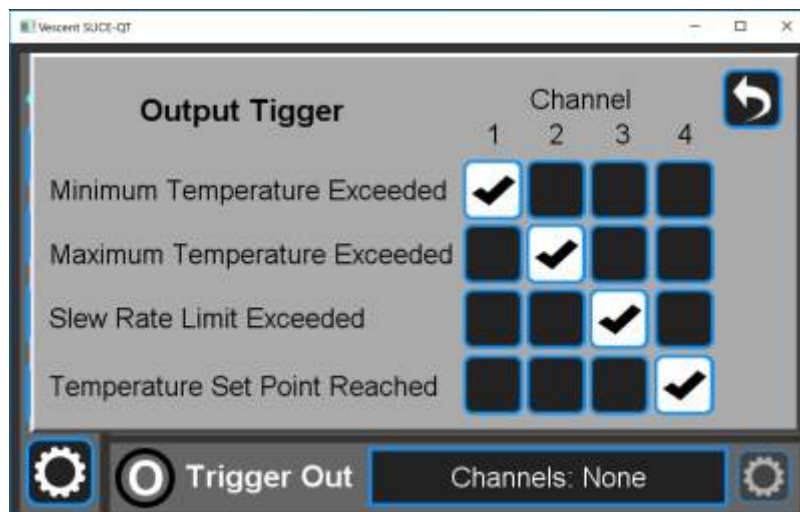 Vescent SLICE-QT
Output Tigger
Channel
1 2 3 4
Minimum Temperature Exceeded
Maximum Temperature Exceeded
Slew Rate Limit Exceeded
Temperature Set Point Reached
O Trigger Out Channels: None